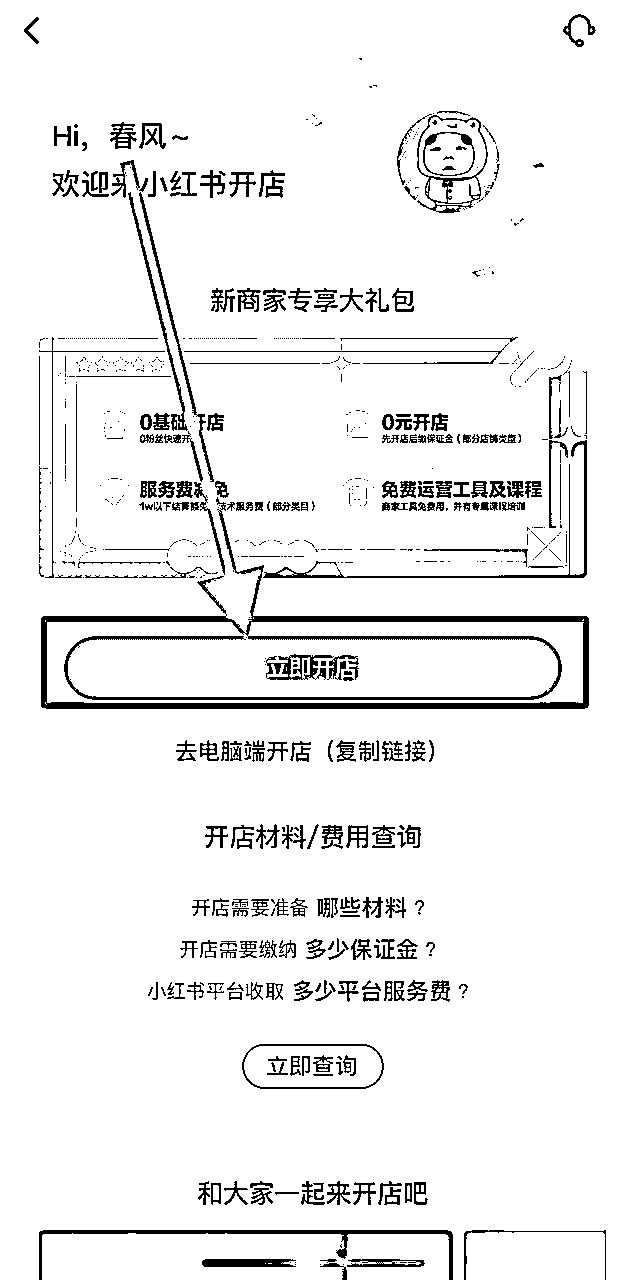 Hi，春风~
欢迎来小红书开店
新商家专享大礼包
0基础开店
0粉丝快速开
0元开店
先开店后缴保证金（部分店铺类型）
服务费减免
1w以下结算额免 技术服务费（部分类目）
免费运营工具及课程
商家工具免费用，并有专属课程培训
立即开店
去电脑端开店（复制链接）
开店材料/费用查询
开店需要准备 哪些材料？
开店需要缴纳 多少保证金？
小红书平台收取 多少平台服务费？
立即查询
和大家一起来开店吧